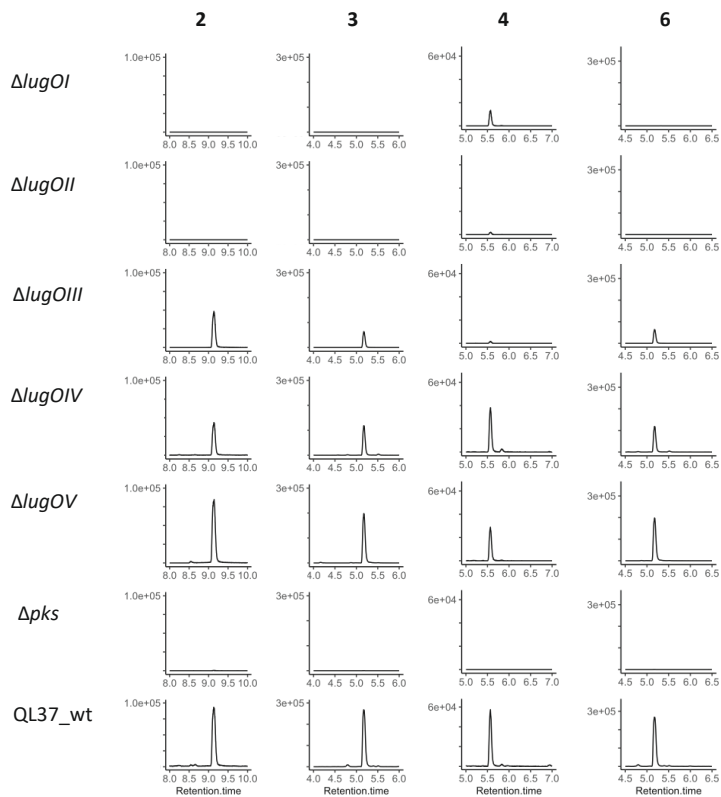 2 3 4 6
ΔlugOI
1.0e+05 3e+05 6e+04 3e+05
8.0 8.5 9.0 9.5 10.0 4.0 4.5 5.0 5.5 6.0 5.0 5.5 6.0 6.5 7.0 4.5 5.0 5.5 6.0 6.5
ΔlugOII
1.0e+05 3e+05 3e+05
8.0 8.5 9.0 9.5 10.0 4.0 4.5 5.0 5.5 6.0 5.0 5.5 6.0 6.5 7.0 4.5 5.0 5.5 6.0 6.5
ΔlugOIII
1.0e+05 3e+05 6e+04 3e+05
8.0 8.5 9.0 9.5 10.0 4.0 4.5 5.0 5.5 6.0 5.0 5.5 6.0 6.5 7.0 4.5 5.0 5.5 6.0 6.5
ΔlugOIV
1.0e+05 3e+05 6e+04 3e+05
8.0 8.5 9.0 9.5 10.0 4.0 4.5 5.0 5.5 6.0 5.0 5.5 6.0 6.5 7.0 4.5 5.0 5.5 6.0 6.5
ΔlugOV
1.0e+05 3e+05 6e+04 3e+05
8.0 8.5 9.0 9.5 10.0 4.0 4.5 5.0 5.5 6.0 5.0 5.5 6.0 6.5 7.0 4.5 5.0 5.5 6.0 6.5
Δpks
1.0e+05 3e+05 6e+04 3e+05
8.0 8.5 9.0 9.5 10.0 4.0 4.5 5.0 5.5 6.0 5.0 5.5 6.0 6.5 7.0 4.5 5.0 5.5 6.0 6.5
QL37_wt
1.0e+05 3e+05 6e+04 3e+05
8.0 8.5 9.0 9.5 10.0 4.0 4.5 5.0 5.5 6.0 5.0 5.5 6.0 6.5 7.0 4.5 5.0 5.5 6.0 6.5
Retention.time Retention.time Retention.time Retention.time